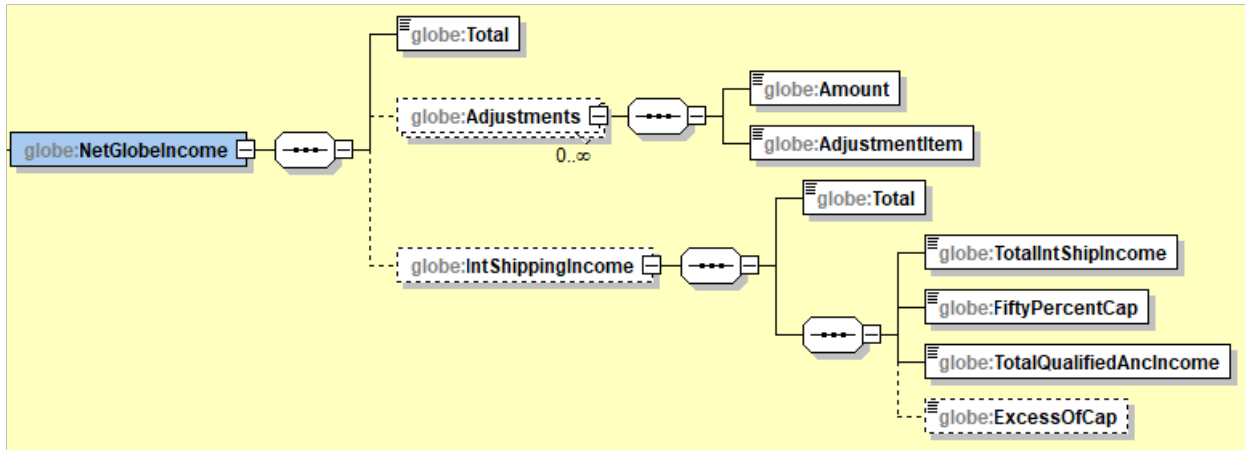 globe:Total
globe:Amount
globe:Adjustments
globe:AdjustmentItem
0..∞
globe:NetGlobeIncome
globe:Total
globe:IntShippingIncome
globe:TotalIntShipIncome
globe:FiftyPercentCap
globe:TotalQualifiedAncIncome
globe:ExcessOfCap